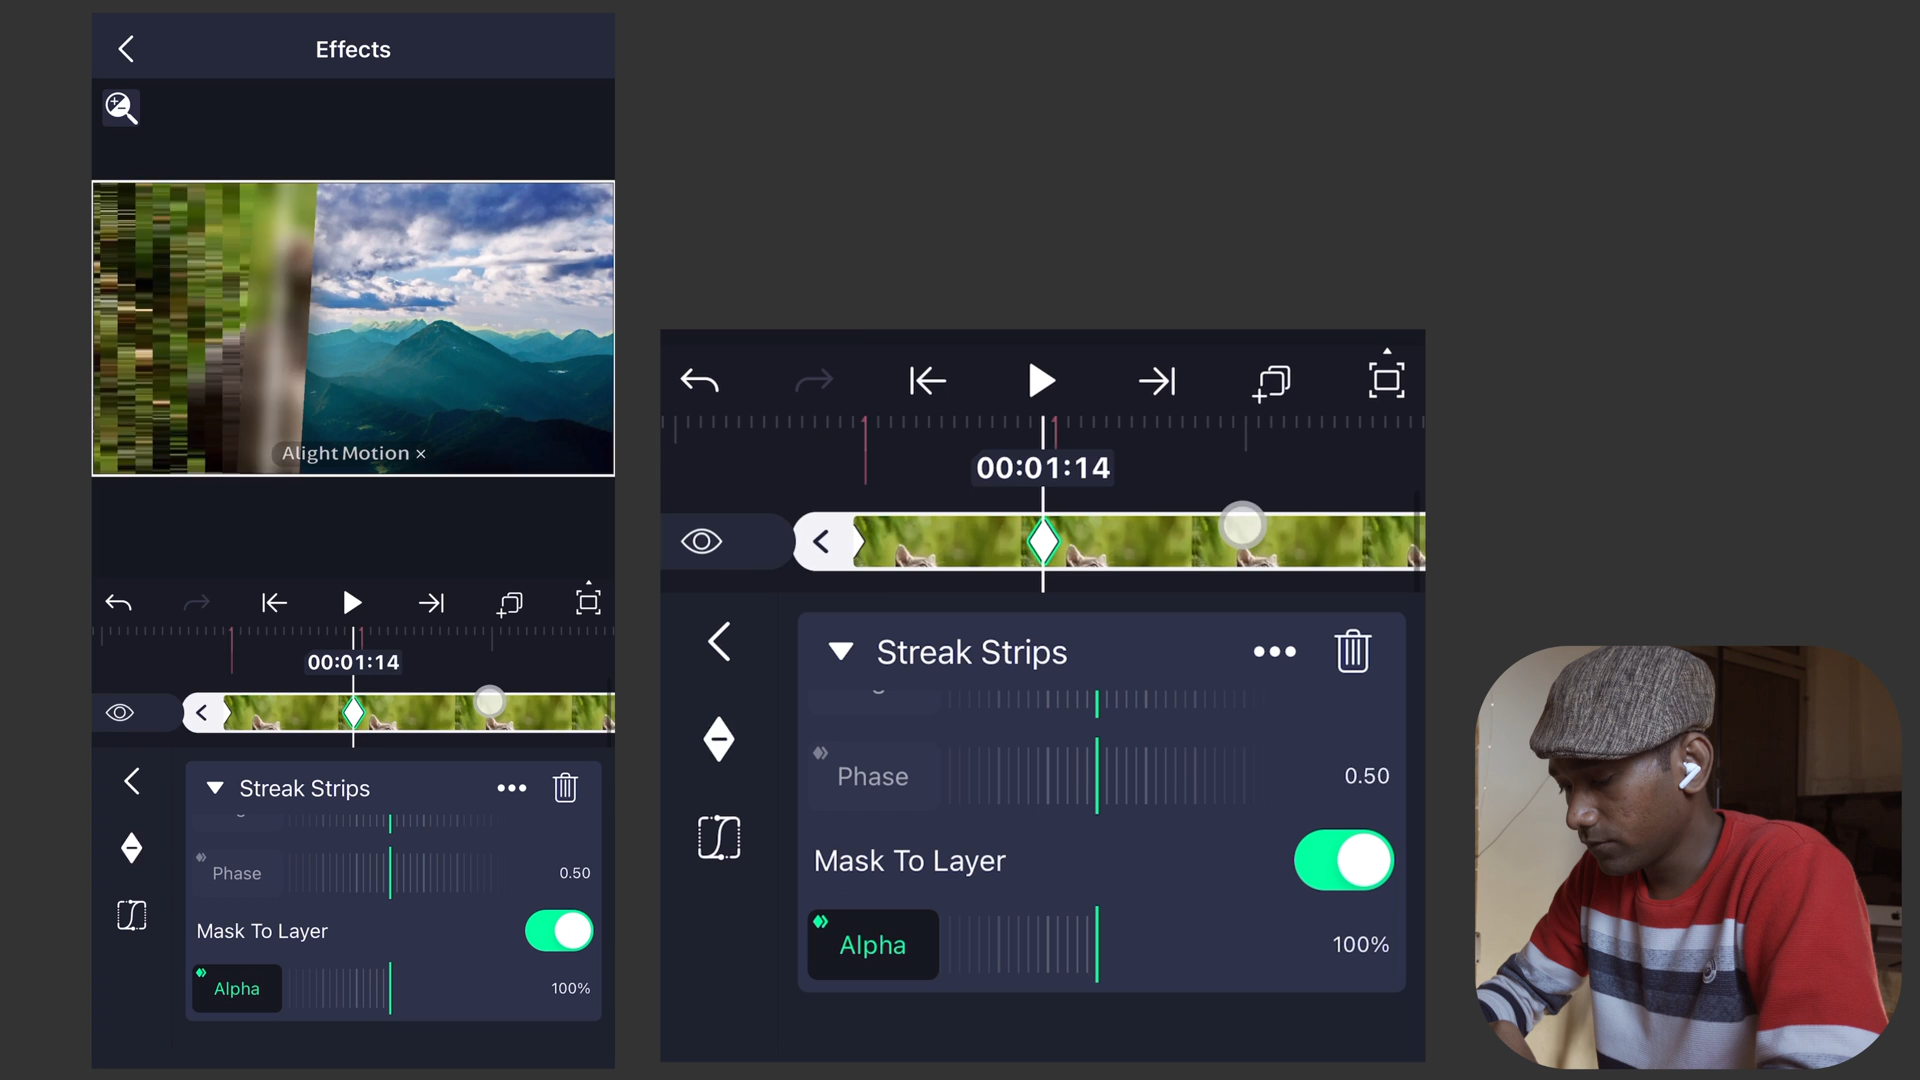 Effects
Alight Motion ×
00:01:14
Streak Strips
Phase
0.50
Mask To Layer
Alpha
100%
00:01:14
Streak Strips
Phase
0.50
Mask To Layer
Alpha
100%